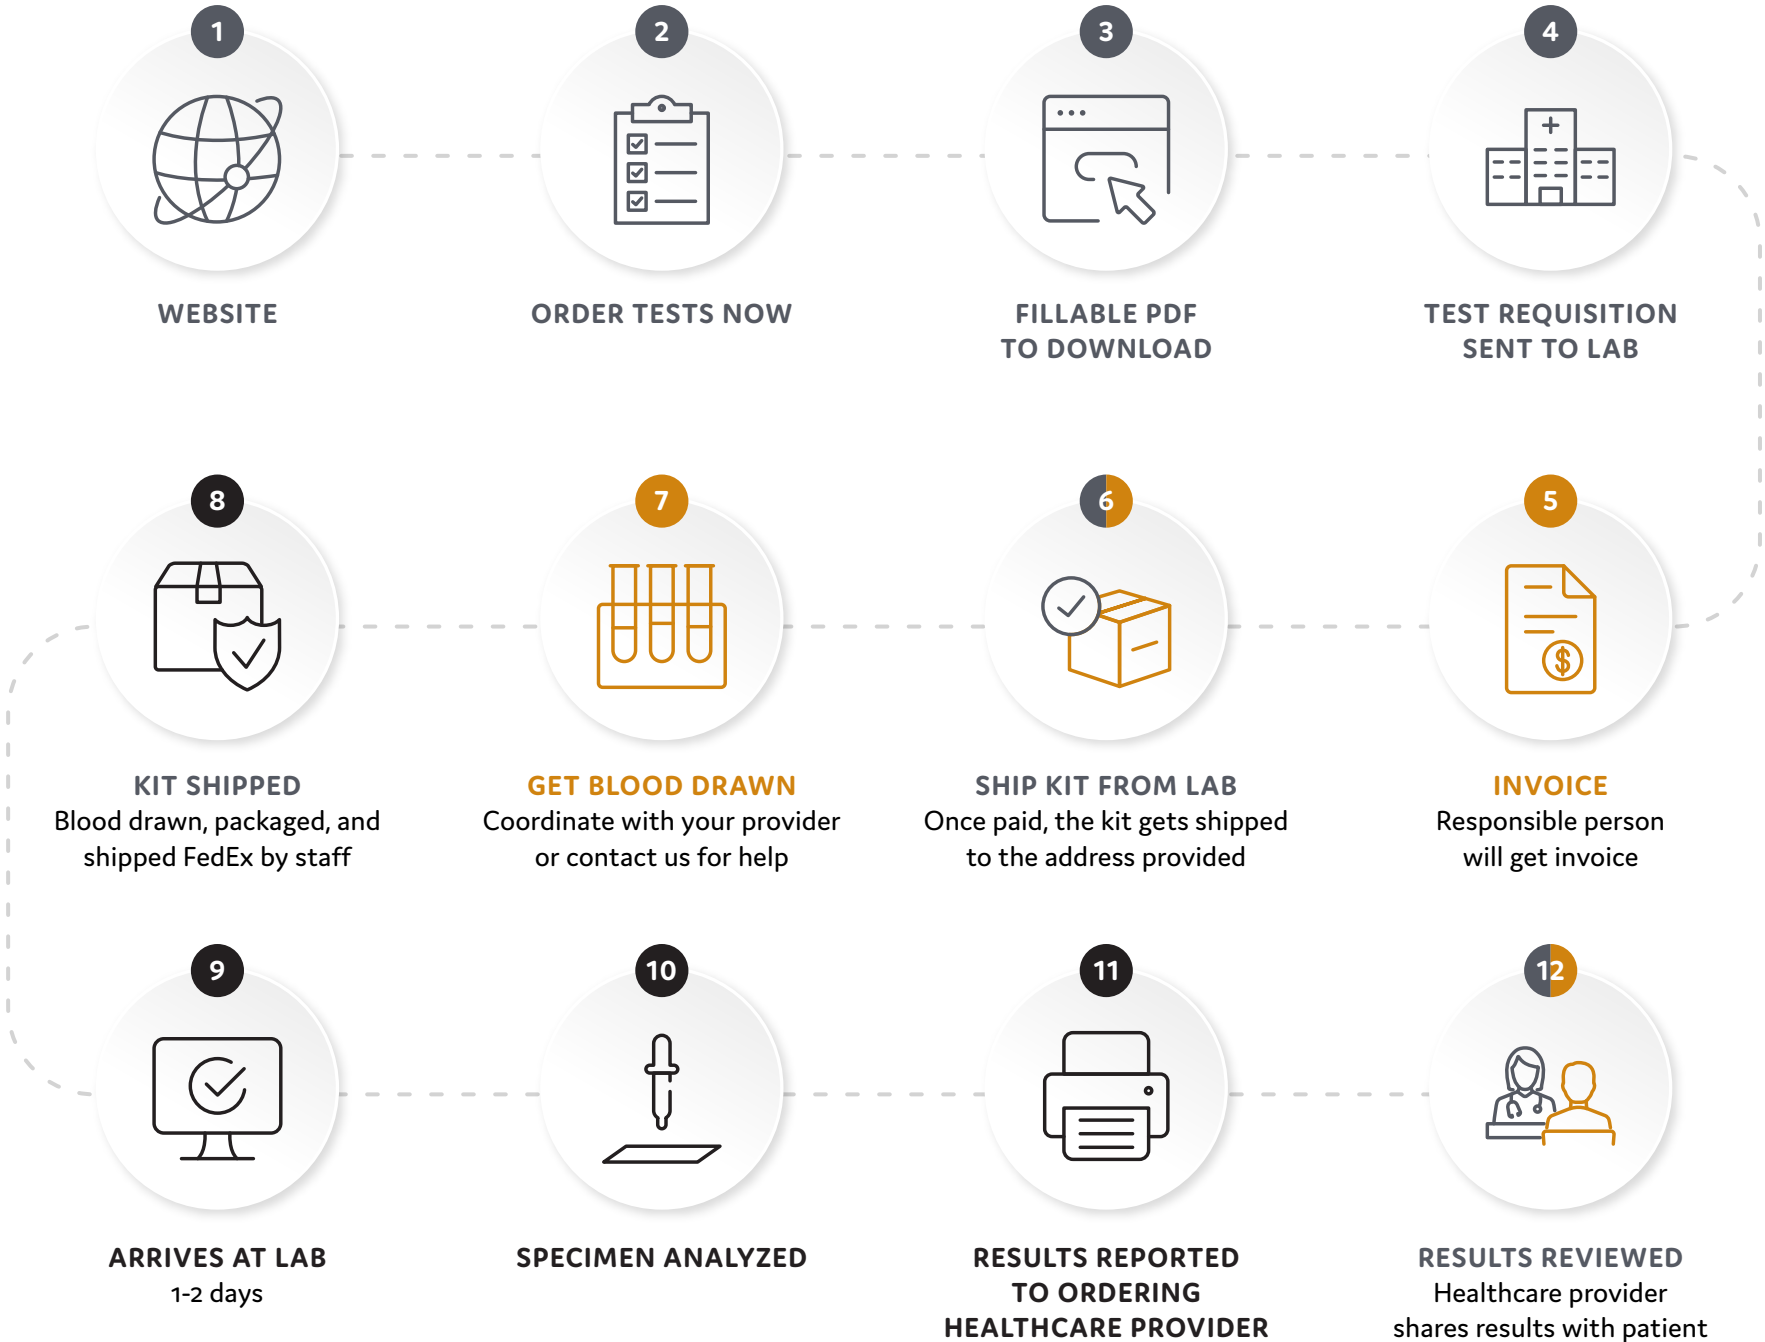 1
WEBSITE
2
ORDER TESTS NOW
3
FILLABLE PDF
TO DOWNLOAD
4
TEST REQUISITION
SENT TO LAB
5
$
INVOICE
Responsible person
will get invoice
6
SHIP KIT FROM LAB
Once paid, the kit gets shipped
to the address provided
7
GET BLOOD DRAWN
Coordinate with your provider
or contact us for help
8
KIT SHIPPED
Blood drawn, packaged, and
shipped FedEx by staff
9
ARRIVES AT LAB
1-2 days
10
SPECIMEN ANALYZED
11
RESULTS REPORTED
TO ORDERING
HEALTHCARE PROVIDER
12
RESULTS REVIEWED
Healthcare provider
shares results with patient